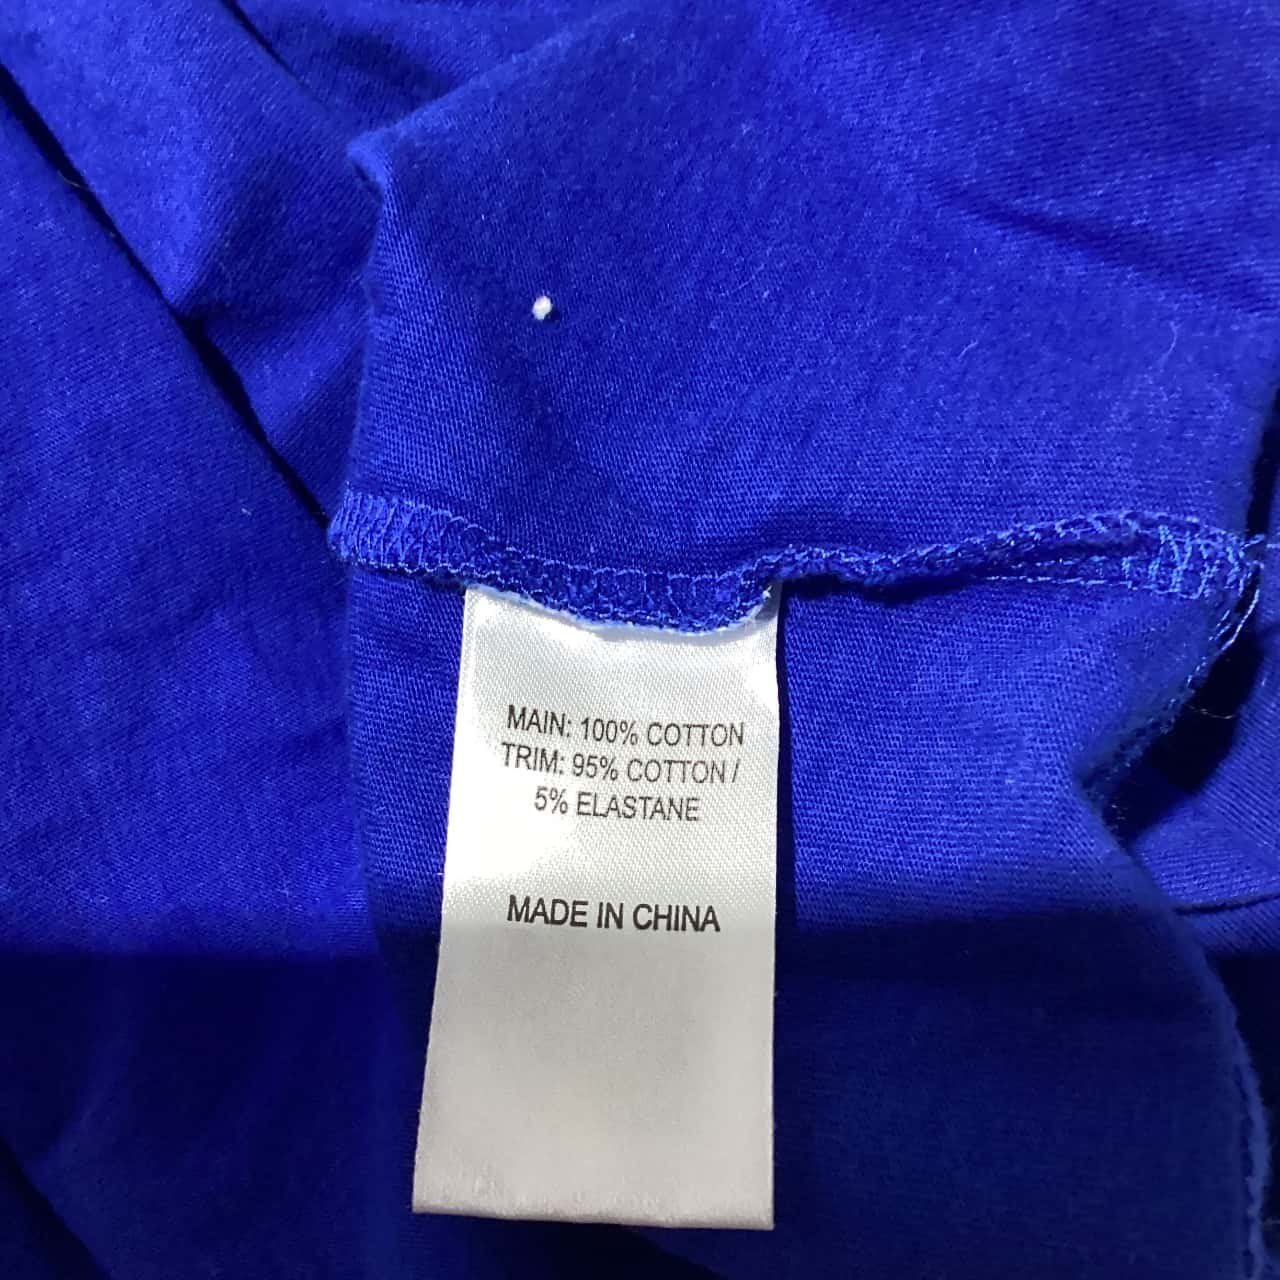 MAIN: 100% COTTON
TRIM: 95% COTTON /
5% ELASTANE
MADE IN CHINA